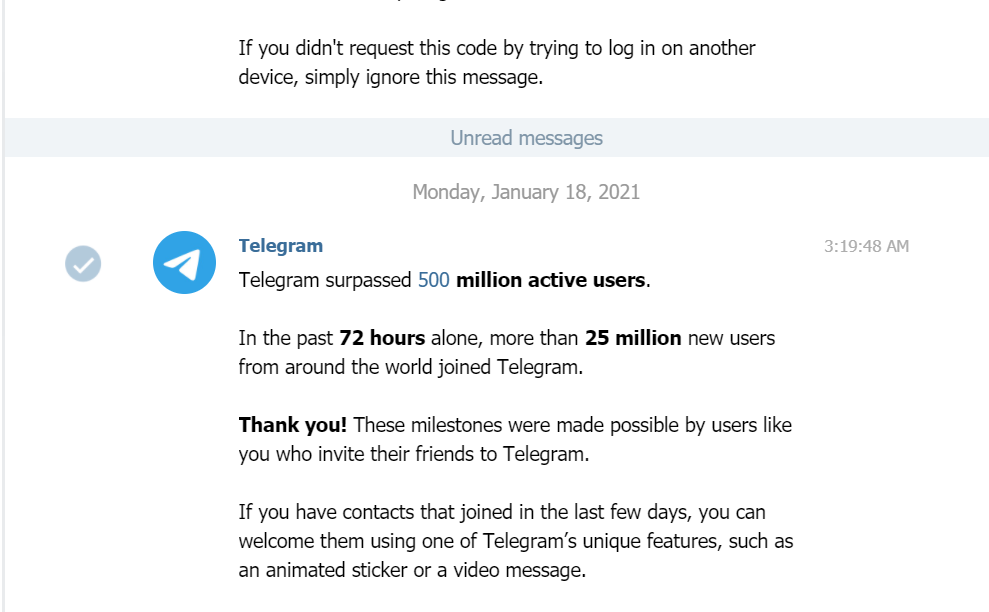 If you didn't request this code by trying to log in on another
device, simply ignore this message.
Unread messages
Monday, January 18, 2021
Telegram
3:19:48 AM
Telegram surpassed 500 million active users.
In the past 72 hours alone, more than 25 million new users
from around the world joined Telegram.
Thank you! These milestones were made possible by users like
you who invite their friends to Telegram.
If you have contacts that joined in the last few days, you can
welcome them using one of Telegram’s unique features, such as
an animated sticker or a video message.